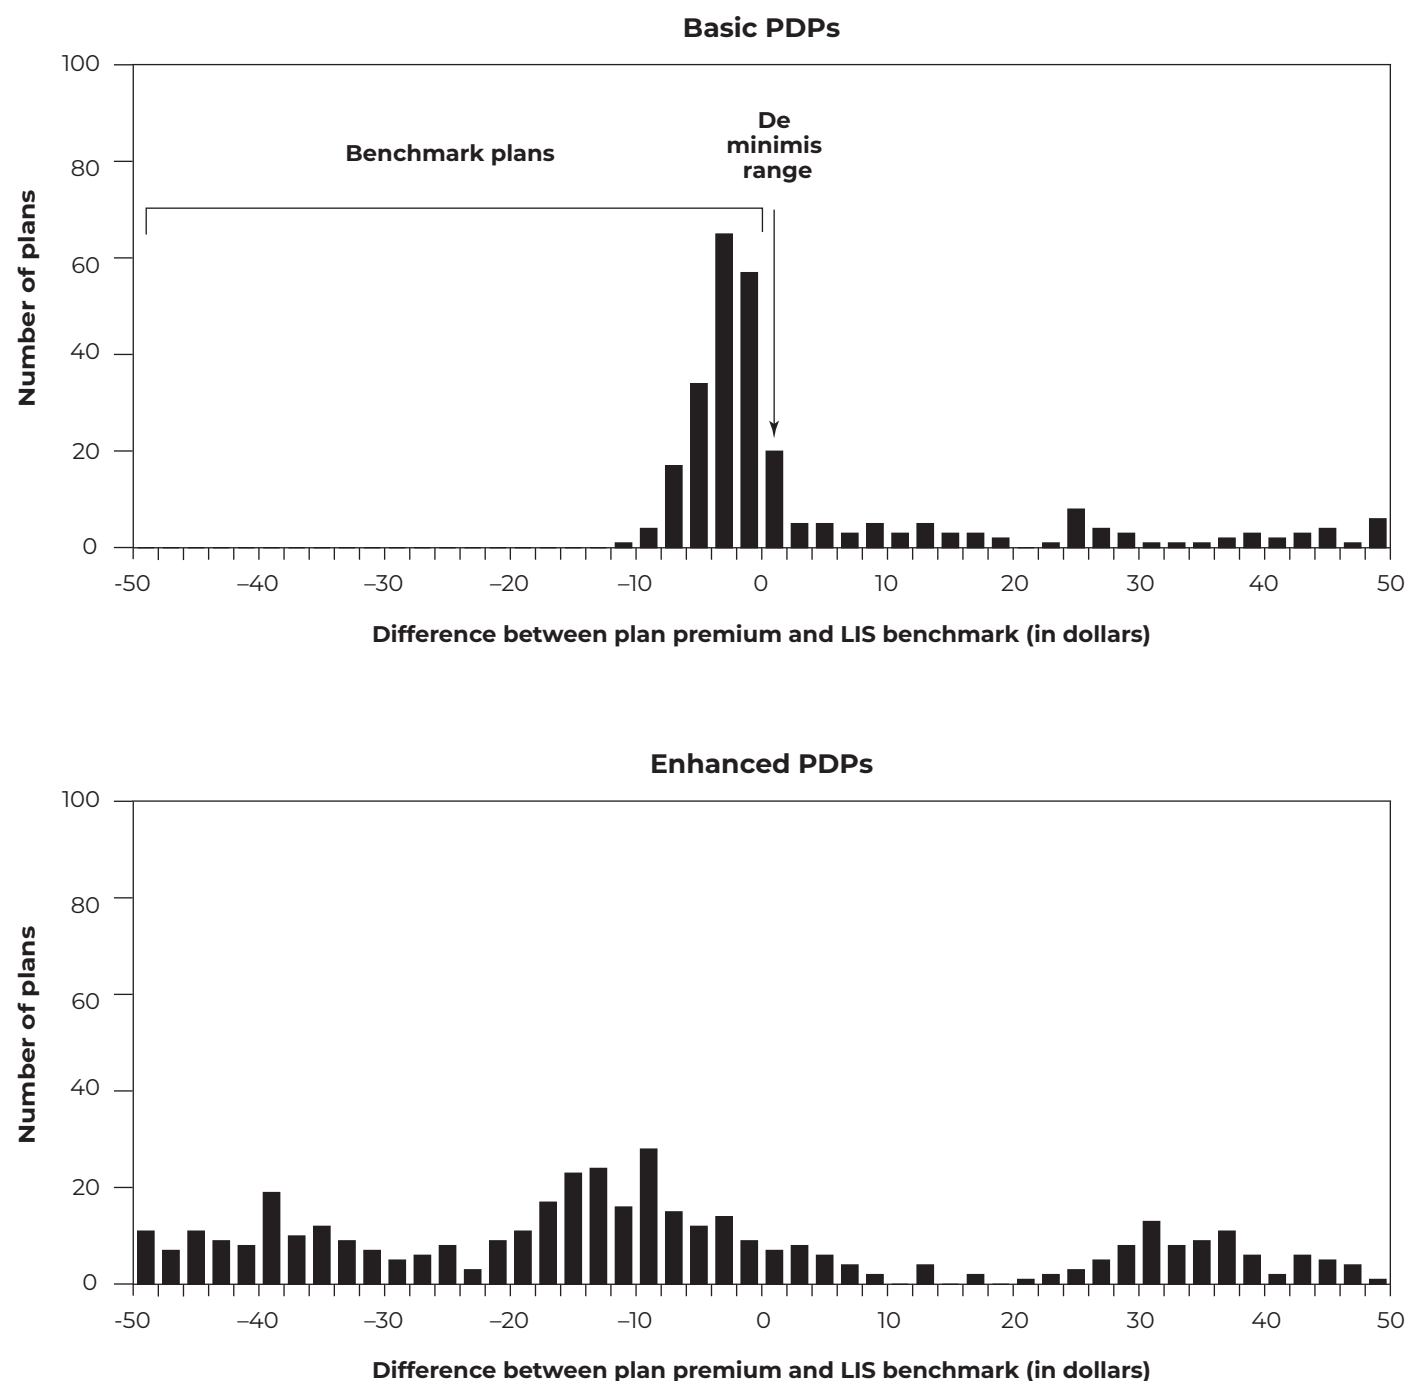 Basic PDPs
100
80
60
40
20
0
Number of plans
Benchmark plans
De
minimis
range
-50 –40 –30 –20 –10 0 10 20 30 40 50
Difference between plan premium and LIS benchmark (in dollars)
Enhanced PDPs
100
80
60
40
20
0
Number of plans
-50 –40 –30 –20 –10 0 10 20 30 40 50
Difference between plan premium and LIS benchmark (in dollars)